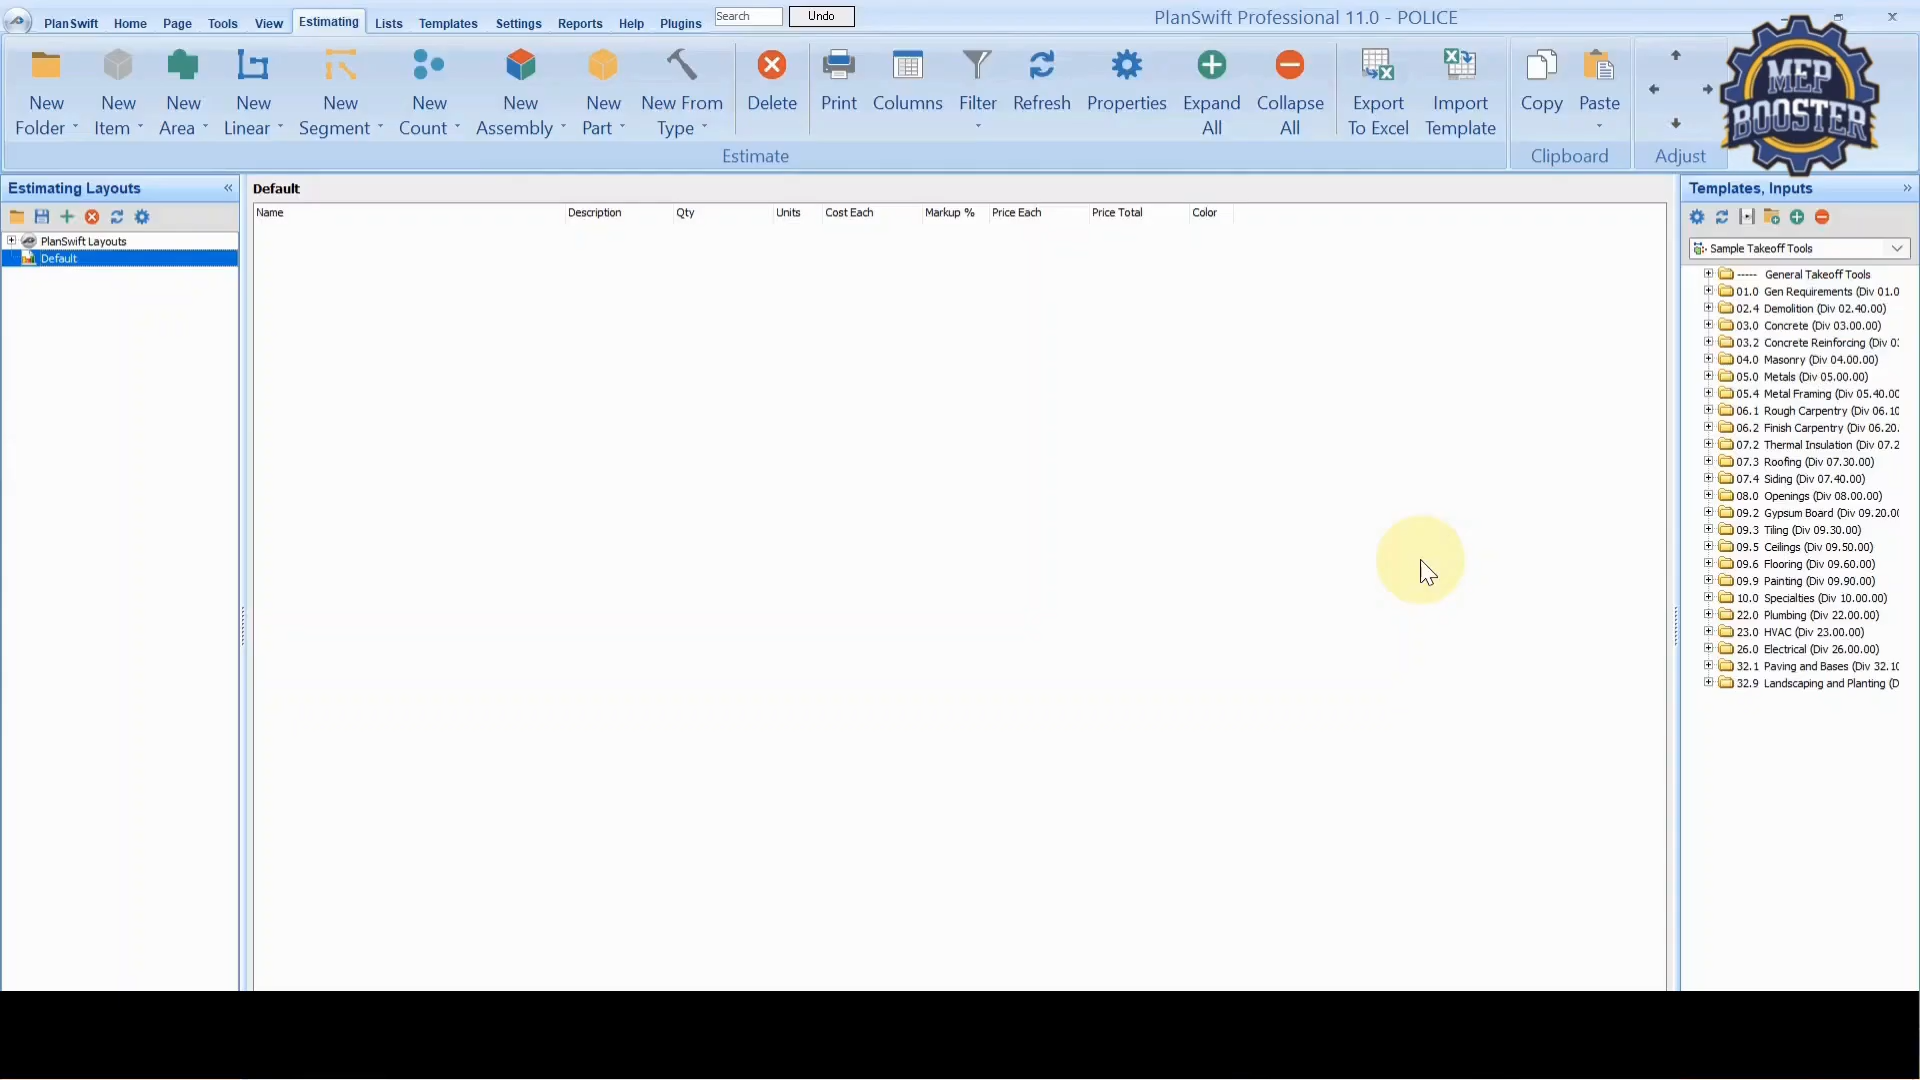 PlanSwift Home Page Tools View Estimating Lists Templates Settings Reports Help Plugins Search Undo PlanSwift Professional 11.0 - POLICE
New Folder
New Item
New Area
New Linear
New Segment
New Count
New Assembly
New Part
New From Type
Delete
Print
Columns
Filter
Refresh
Properties
Expand All
Collapse All
Export To Excel
Import Template
Copy
Paste
Estimate
Clipboard
Adjust
MEP
BOOSTER
Estimating Layouts
PlanSwift Layouts
Default
Default
Name Description Qty Units Cost Each Markup % Price Each Price Total Color
Templates, Inputs
Sample Takeoff Tools
----- General Takeoff Tools
01.0 Gen Requirements (Div 01.0
02.4 Demolition (Div 02.40.00)
03.0 Concrete (Div 03.00.00)
03.2 Concrete Reinforcing (Div 03
04.0 Masonry (Div 04.00.00)
05.0 Metals (Div 05.00.00)
05.4 Metal Framing (Div 05.40.00
06.1 Rough Carpentry (Div 06.10
06.2 Finish Carpentry (Div 06.20.
07.2 Thermal Insulation (Div 07.2
07.3 Roofing (Div 07.30.00)
07.4 Siding (Div 07.40.00)
08.0 Openings (Div 08.00.00)
09.2 Gypsum Board (Div 09.20.00
09.3 Tiling (Div 09.30.00)
09.5 Ceilings (Div 09.50.00)
09.6 Flooring (Div 09.60.00)
09.9 Painting (Div 09.90.00)
10.0 Specialties (Div 10.00.00)
22.0 Plumbing (Div 22.00.00)
23.0 HVAC (Div 23.00.00)
26.0 Electrical (Div 26.00.00)
32.1 Paving and Bases (Div 32.10
32.9 Landscaping and Planting (D